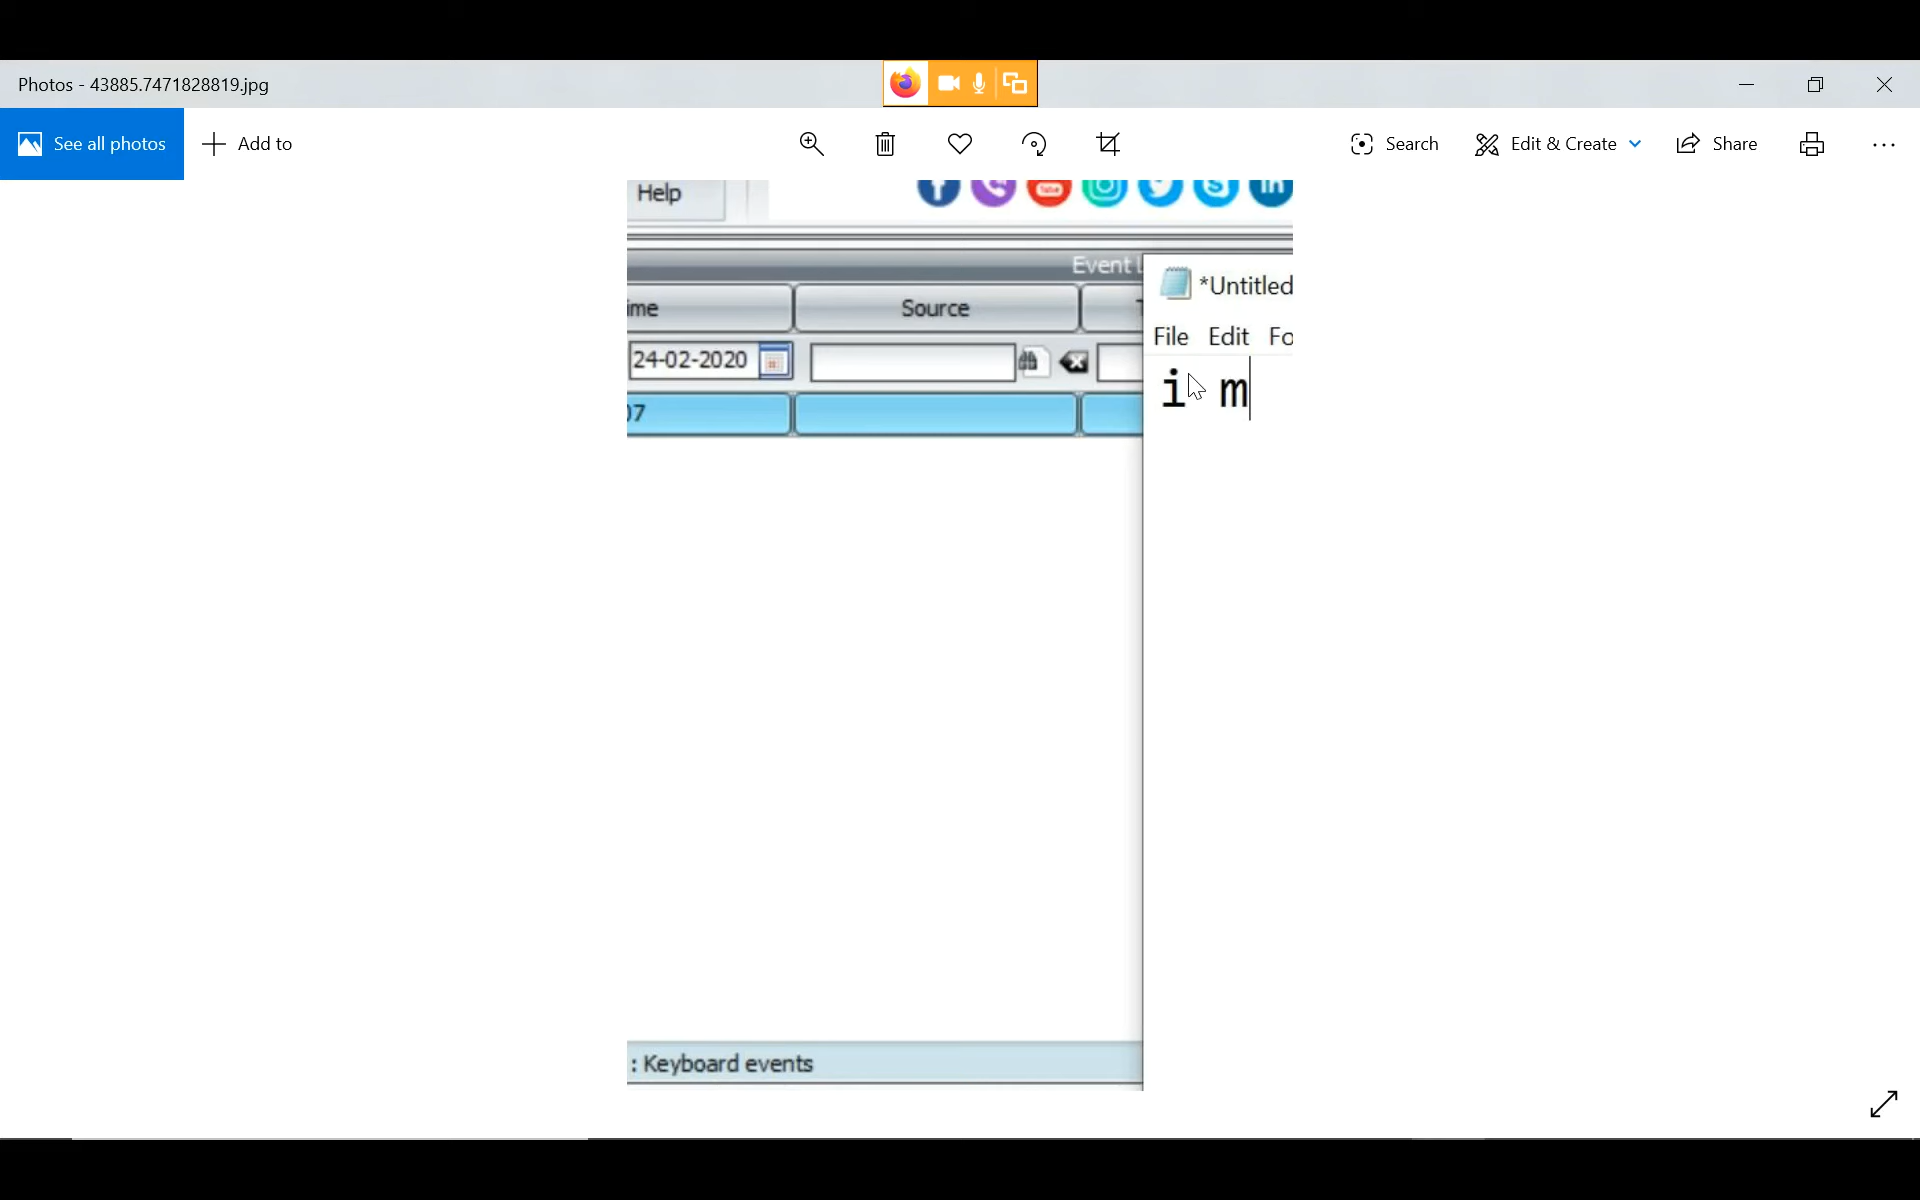 Photos - 43885.7471828819.jpg
See all photos
Add to
Search
Edit & Create
Share
Help
Event
*Untitled
ime
Source
File Edit Fo
24-02-2020
i m
07
: Keyboard events